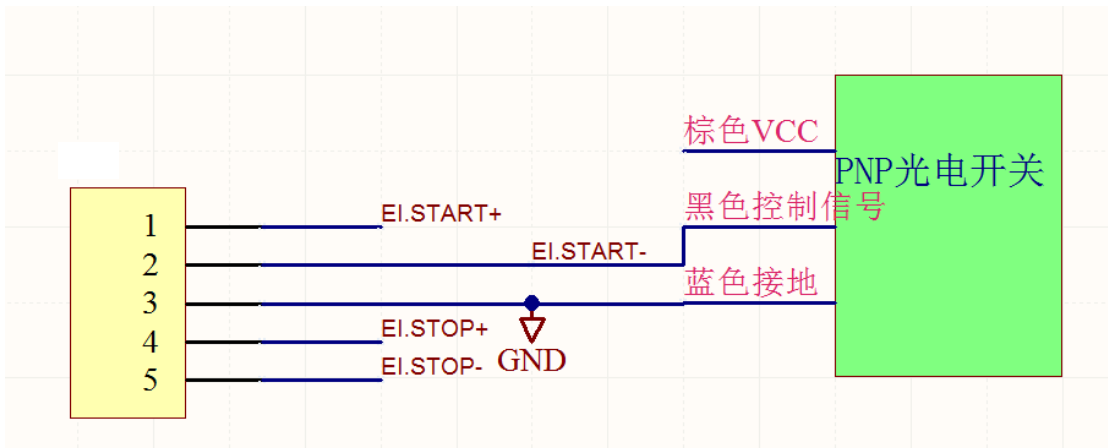 棕色VCC
PNP光电开关
1
EI.START+
黑色控制信号
2
EI.START-
3
蓝色接地
4
EI.STOP+
GND
5
EI.STOP-